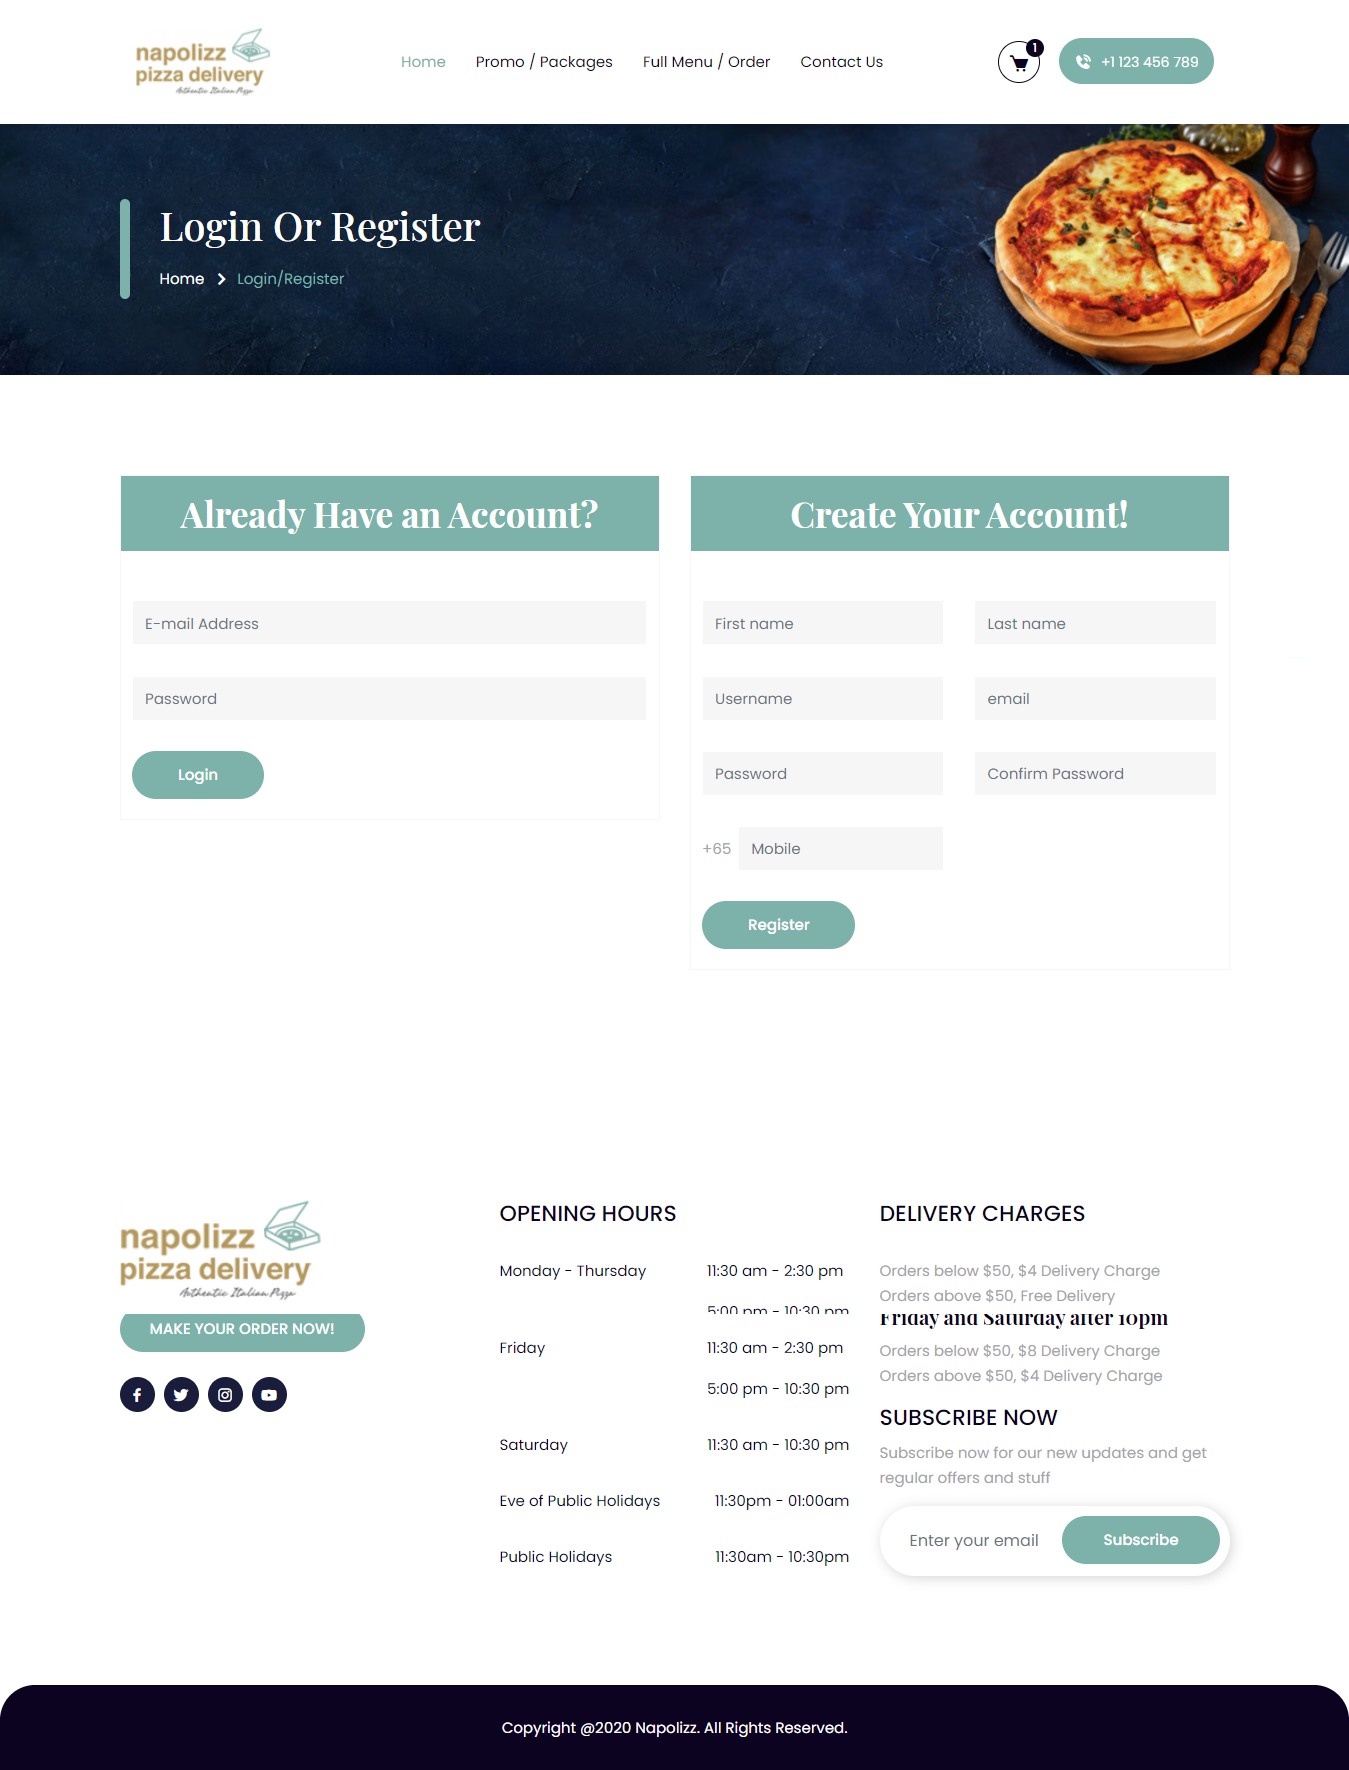 napolizz
pizza delivery
Authentic Italian Pizza
Home
Promo / Packages
Full Menu / Order
Contact Us
1
+1 123 456 789
Login Or Register
Home
Login/Register
Already Have an Account?
E-mail Address
Password
Login
Create Your Account!
First name
Last name
Username
email
Password
Confirm Password
+65
Mobile
Register
napolizz
pizza delivery
Authentic Italian Pizza
MAKE YOUR ORDER NOW!
OPENING HOURS
Monday - Thursday
11:30 am - 2:30 pm
5:00 pm - 10:30 pm
Friday
11:30 am - 2:30 pm
5:00 pm - 10:30 pm
Saturday
11:30 am - 10:30 pm
Eve of Public Holidays
11:30pm - 01:00am
Public Holidays
11:30am - 10:30pm
DELIVERY CHARGES
Orders below $50, $4 Delivery Charge
Orders above $50, Free Delivery
Friday and Saturday after 10pm
Orders below $50, $8 Delivery Charge
Orders above $50, $4 Delivery Charge
SUBSCRIBE NOW
Subscribe now for our new updates and get
regular offers and stuff
Enter your email
Subscribe
Copyright @2020 Napolizz. All Rights Reserved.